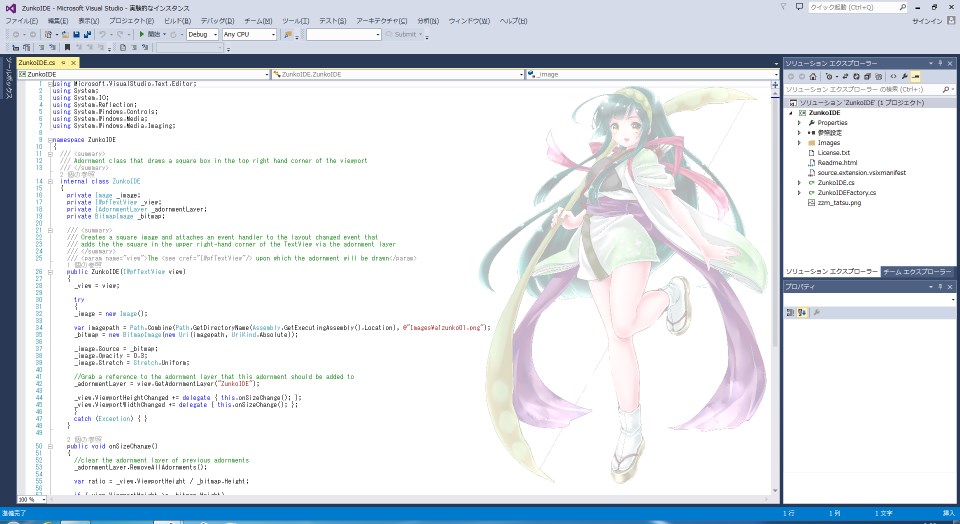 ZunkoIDE - Microsoft Visual Studio - 実験的なインスタンス
クイック起動 (Ctrl+Q)
ファイル(F) 編集(E) 表示(V) プロジェクト(P) ビルド(B) デバッグ(D) チーム(M) ツール(T) テスト(S) アーキテクチャ(C) 分析(N) ウィンドウ(W) ヘルプ(H)
サインイン
開始 Debug Any CPU Submit
ツールボックス
ZunkoIDE.cs
ZunkoIDE ZunkoIDE.ZunkoIDE _image
1 using Microsoft.VisualStudio.Text.Editor;
2 using System;
3 using System.IO;
4 using System.Reflection;
5 using System.Windows.Controls;
6 using System.Windows.Media;
7 using System.Windows.Media.Imaging;
8
9 namespace ZunkoIDE
10 {
11 /// <summary>
12 /// Adornment class that draws a square box in the top right hand corner of the viewport
13 /// </summary>
2 個の参照
14 internal class ZunkoIDE
15 {
16 private Image _image;
17 private IWpfTextView _view;
18 private IAdornmentLayer _adornmentLayer;
19 private BitmapImage _bitmap;
20
21 /// <summary>
22 /// Creates a square image and attaches an event handler to the layout changed event that
23 /// adds the the square in the upper right-hand corner of the TextView via the adornment layer
24 /// </summary>
25 /// <param name="view">The <see cref="IWpfTextView"/> upon which the adornment will be drawn</param>
1 個の参照
26 public ZunkoIDE(IWpfTextView view)
27 {
28 _view = view;
29
30 try
31 {
32 _image = new Image();
33
34 var imagepath = Path.Combine(Path.GetDirectoryName(Assembly.GetExecutingAssembly().Location), @"Images¥a1zunko01.png");
35 _bitmap = new BitmapImage(new Uri(imagepath, UriKind.Absolute));
36
37 _image.Source = _bitmap;
38 _image.Opacity = 0.3;
39 _image.Stretch = Stretch.Uniform;
40
41 //Grab a reference to the adornment layer that this adornment should be added to
42 _adornmentLayer = view.GetAdornmentLayer("ZunkoIDE");
43
44 _view.ViewportHeightChanged += delegate { this.onSizeChange(); };
45 _view.ViewportWidthChanged += delegate { this.onSizeChange(); };
46 }
47 catch (Exception) { }
48 }
49
2 個の参照
50 public void onSizeChange()
51 {
52 //clear the adornment layer of previous adornments
53 _adornmentLayer.RemoveAllAdornments();
54
55 var ratio = _view.ViewportHeight / _bitmap.Height;
56
100 %
ソリューション エクスプローラー
ソリューション エクスプローラー の検索 (Ctrl+;)
ソリューション 'ZunkoIDE' (1 プロジェクト)
ZunkoIDE
Properties
参照設定
Images
License.txt
Readme.html
source.extension.vsixmanifest
ZunkoIDE.cs
ZunkoIDEFactory.cs
zzm_tatsu.png
ソリューション エクスプローラー チーム エクスプローラー
プロパティ
準備完了 1 行 1 列 1 文字 挿入